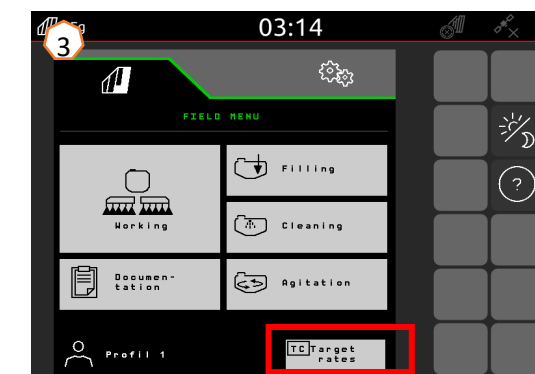 03:14
3
FIELD MENU
Filling
Working
Cleaning
Documen-
tation
Agitation
Profil 1
TC Target
rates
?